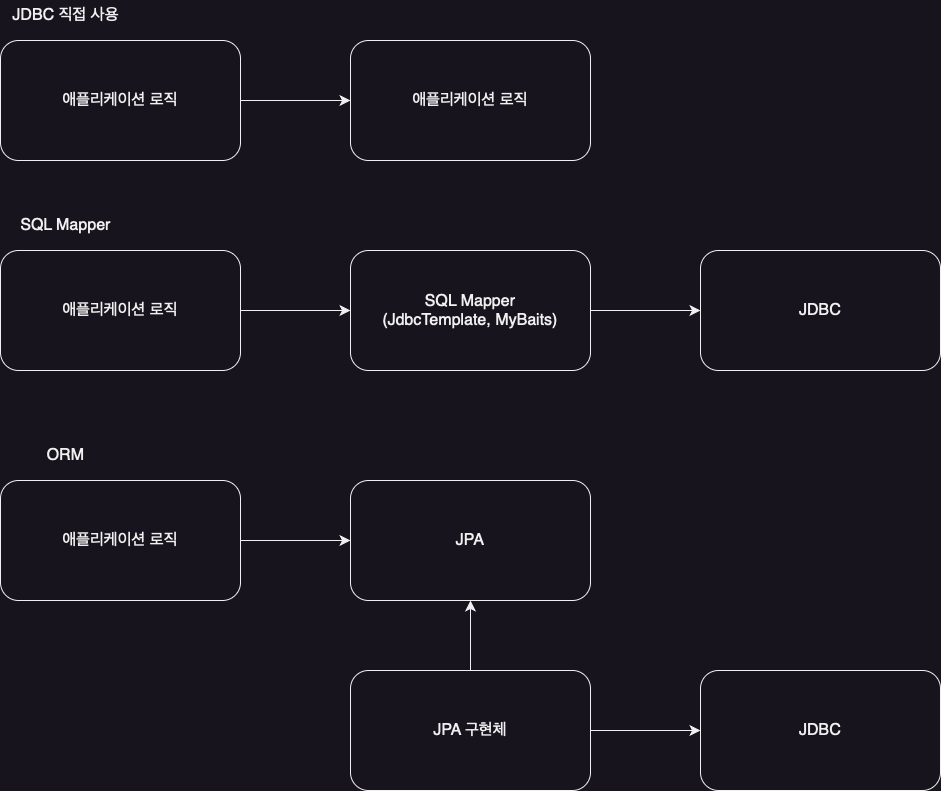 JDBC 직접 사용
애플리케이션 로직
애플리케이션 로직
SQL Mapper
애플리케이션 로직
SQL Mapper
(JdbcTemplate, MyBaits)
JDBC
ORM
애플리케이션 로직
JPA
JPA 구현체
JDBC